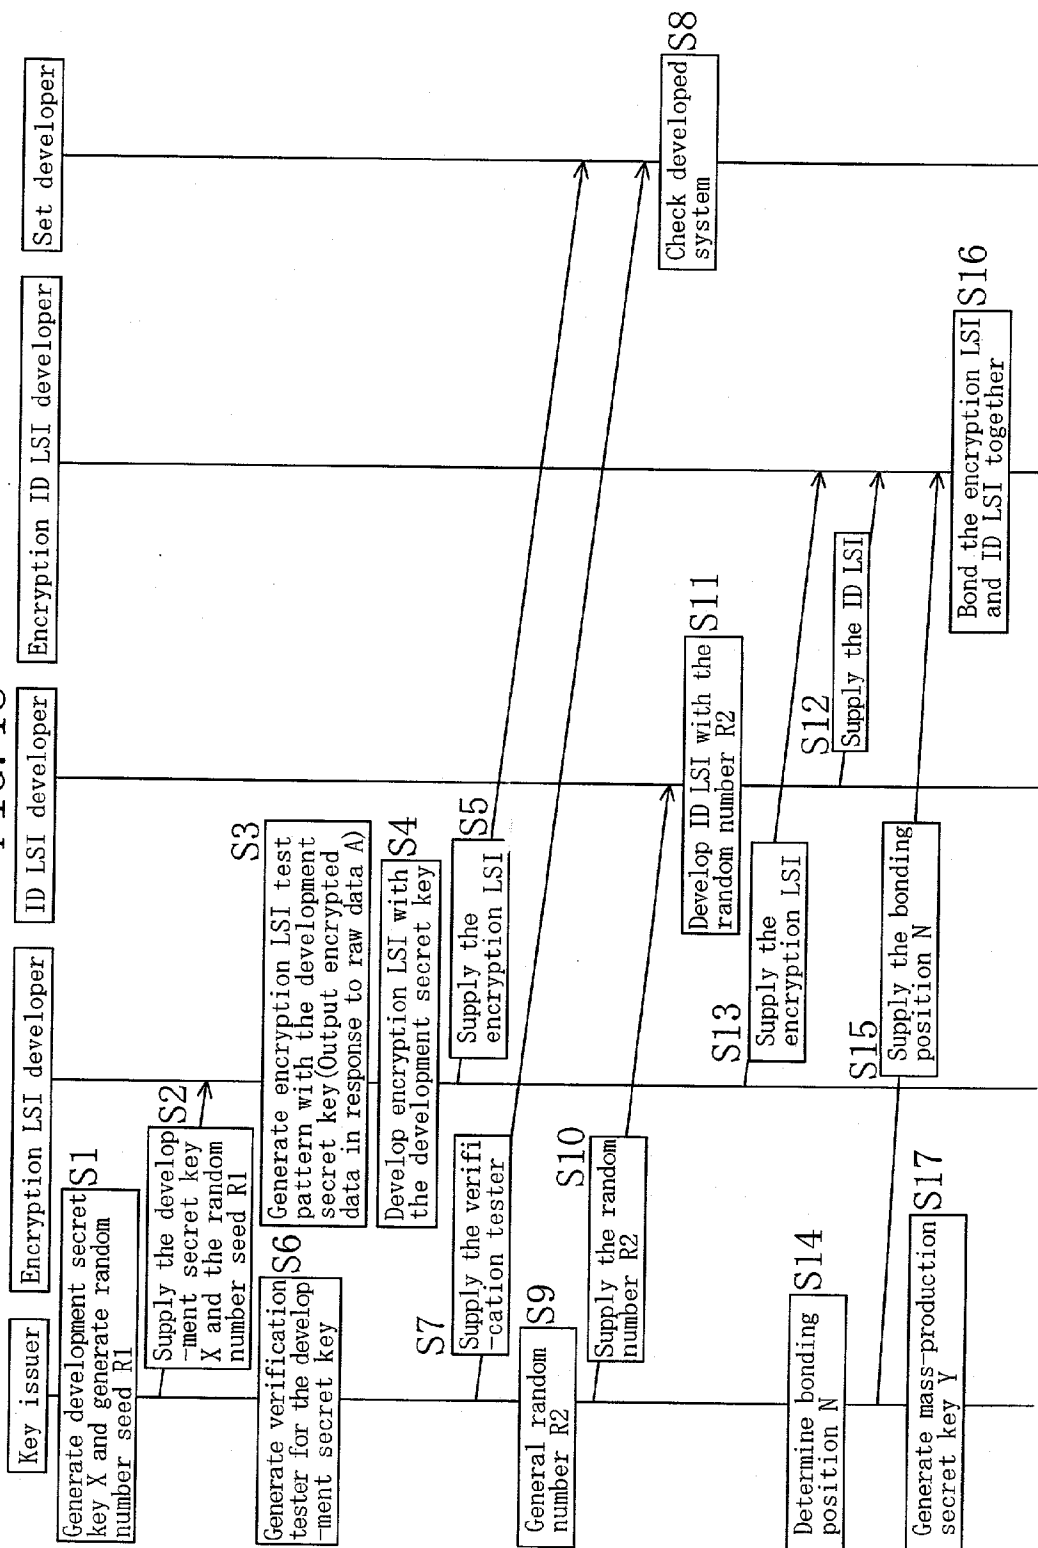 Key issuer
Encryption LSI developer
ID LSI developer
Encryption ID LSI developer
Set developer
Generate development secret
key X and generate random
number seed R1
S1
Supply the develop
-ment secret key
X and the random
number seed R1
S2
S3
Generate encryption LSI test
pattern with the development
secret key(Output encrypted
data in response to raw data A)
Develop encryption LSI with
the development secret key
S4
Supply the
encryption LSI
S5
Generate verification
tester for the develop
-ment secret key
S6
S7
Supply the verifi
-cation tester
Check developed
system
S8
General random
number R2
S9
S10
Supply the random
number R2
Develop ID LSI with the
random number R2
S11
S12
Supply the ID LSI
S13
Supply the
encryption LSI
Determine bonding
position N
S14
S15
Supply the bonding
position N
Bond the encryption LSI
and ID LSI together
S16
Generate mass-production
secret key Y
S17